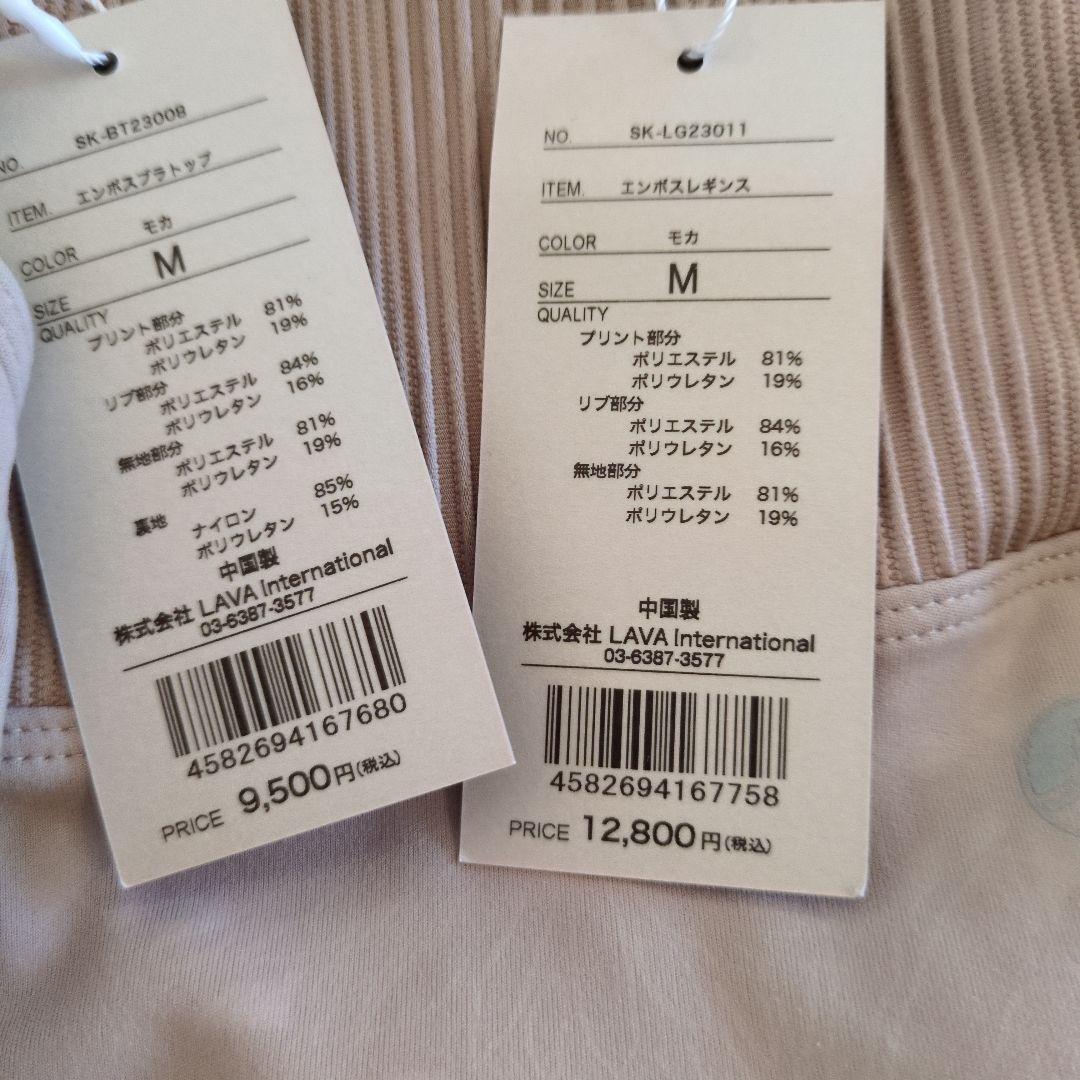 NO. SK-BT23008
ITEM. エンボスブラトップ
COLOR モカ
SIZE M
QUALITY
プリント部分
ポリエステル 81%
ポリウレタン 19%
リブ部分
ポリエステル 84%
ポリウレタン 16%
無地部分
ポリエステル 81%
ポリウレタン 19%
裏地
ナイロン 85%
ポリウレタン 15%
中国製
株式会社 LAVA International
03-6387-3577
4582694167680
PRICE 9,500円(税込)
NO. SK-LG23011
ITEM. エンボスレギンス
COLOR モカ
SIZE M
QUALITY
プリント部分
ポリエステル 81%
ポリウレタン 19%
リブ部分
ポリエステル 84%
ポリウレタン 16%
無地部分
ポリエステル 81%
ポリウレタン 19%
中国製
株式会社 LAVA International
03-6387-3577
4582694167758
PRICE 12,800円(税込)